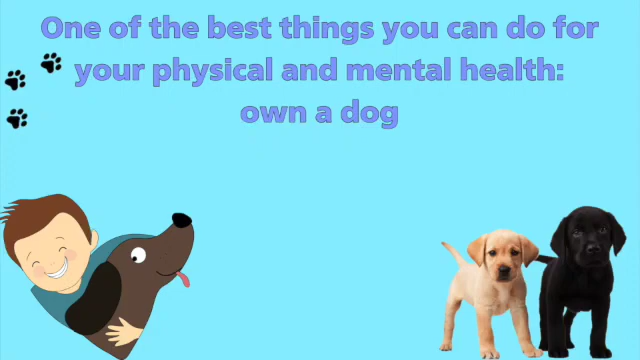 One of the best things you can do for
your physical and mental health:
own a dog